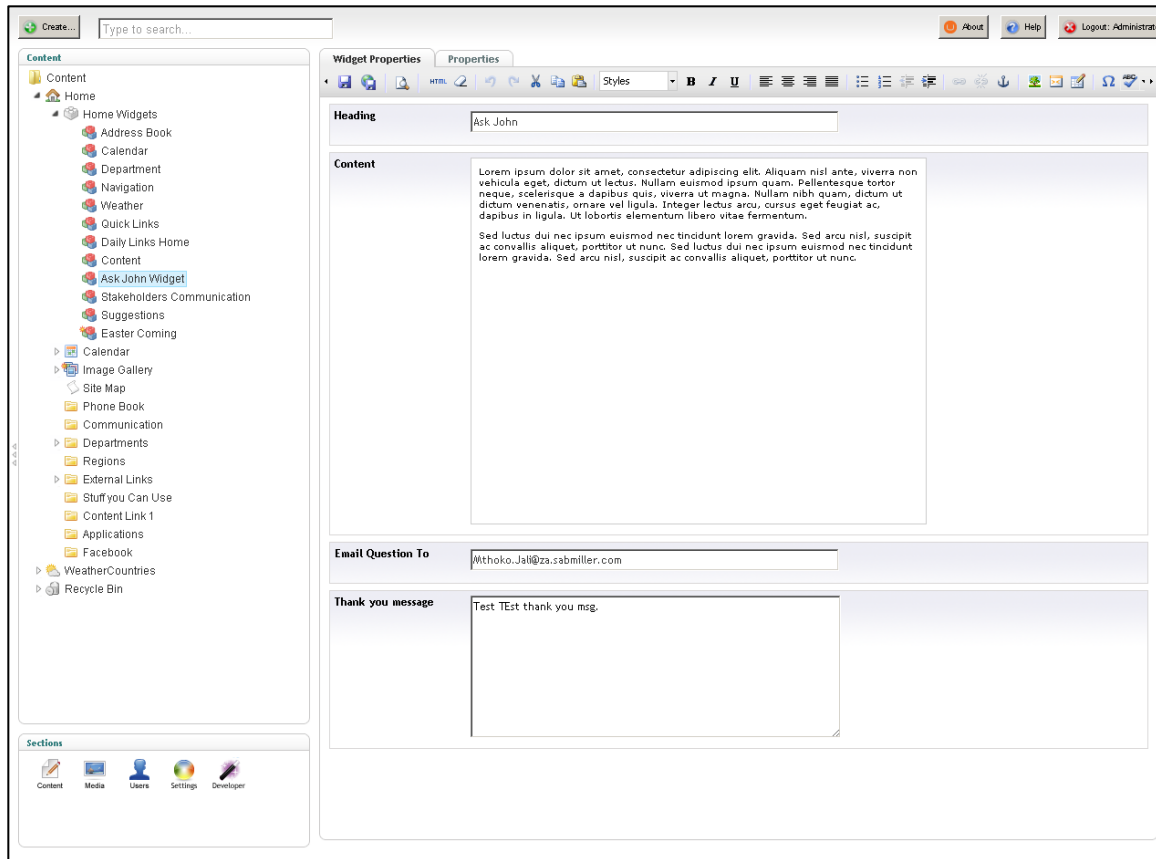 Create...
Type to search...
About
Help
Logout: Administrat
Content
Content
Home
Home Widgets
Address Book
Calendar
Department
Navigation
Weather
Quick Links
Daily Links Home
Content
Ask John Widget
Stakeholders Communication
Suggestions
Easter Coming
Calendar
Image Gallery
Site Map
Phone Book
Communication
Departments
Regions
External Links
Stuff you Can Use
Content Link 1
Applications
Facebook
WeatherCountries
Recycle Bin
Sections
Content Media Users Settings Developer
Widget Properties Properties
HTML Styles B I U Ω ABC
Heading
Ask John
Content
Lorem ipsum dolor sit amet, consectetur adipiscing elit. Aliquam nisl ante, viverra non
vehicula eget, dictum ut lectus. Nullam euismod ipsum quam. Pellentesque tortor
neque, scelerisque a dapibus quis, viverra ut magna. Nullam nibh quam, dictum ut
dictum venenatis, ornare vel ligula. Integer lectus arcu, cursus eget feugiat ac,
dapibus in ligula. Ut lobortis elementum libero vitae fermentum.
Sed luctus dui nec ipsum euismod nec tincidunt lorem gravida. Sed arcu nisl, suscipit
ac convallis aliquet, porttitor ut nunc. Sed luctus dui nec ipsum euismod nec tincidunt
lorem gravida. Sed arcu nisl, suscipit ac convallis aliquet, porttitor ut nunc.
Email Question To
Mthoko.Jali@za.sabmiller.com
Thank you message
Test TEst thank you msg.